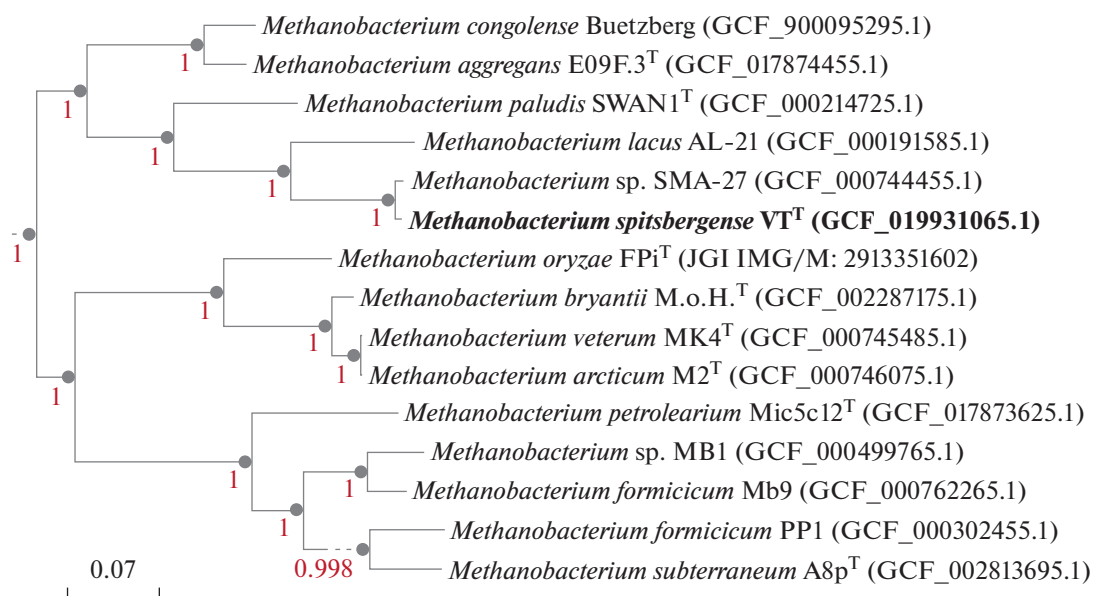 Methanobacterium congolense Buetzberg (GCF_900095295.1)
1
Methanobacterium aggregans E09F.3ᵀ (GCF_017874455.1)
1
Methanobacterium paludis SWAN1ᵀ (GCF_000214725.1)
1
Methanobacterium lacus AL-21 (GCF_000191585.1)
1
Methanobacterium sp. SMA-27 (GCF_000744455.1)
1
Methanobacterium spitsbergense VTᵀ (GCF_019931065.1)
1
Methanobacterium oryzae FPiᵀ (JGI IMG/M: 2913351602)
1
Methanobacterium bryantii M.o.H.ᵀ (GCF_002287175.1)
1
Methanobacterium veterum MK4ᵀ (GCF_000745485.1)
1
Methanobacterium arcticum M2ᵀ (GCF_000746075.1)
1
Methanobacterium petrolearium Mic5c12ᵀ (GCF_017873625.1)
Methanobacterium sp. MB1 (GCF_000499765.1)
1
1
Methanobacterium formicicum Mb9 (GCF_000762265.1)
1
Methanobacterium formicicum PP1 (GCF_000302455.1)
0.998
Methanobacterium subterraneum A8pᵀ (GCF_002813695.1)
0.07